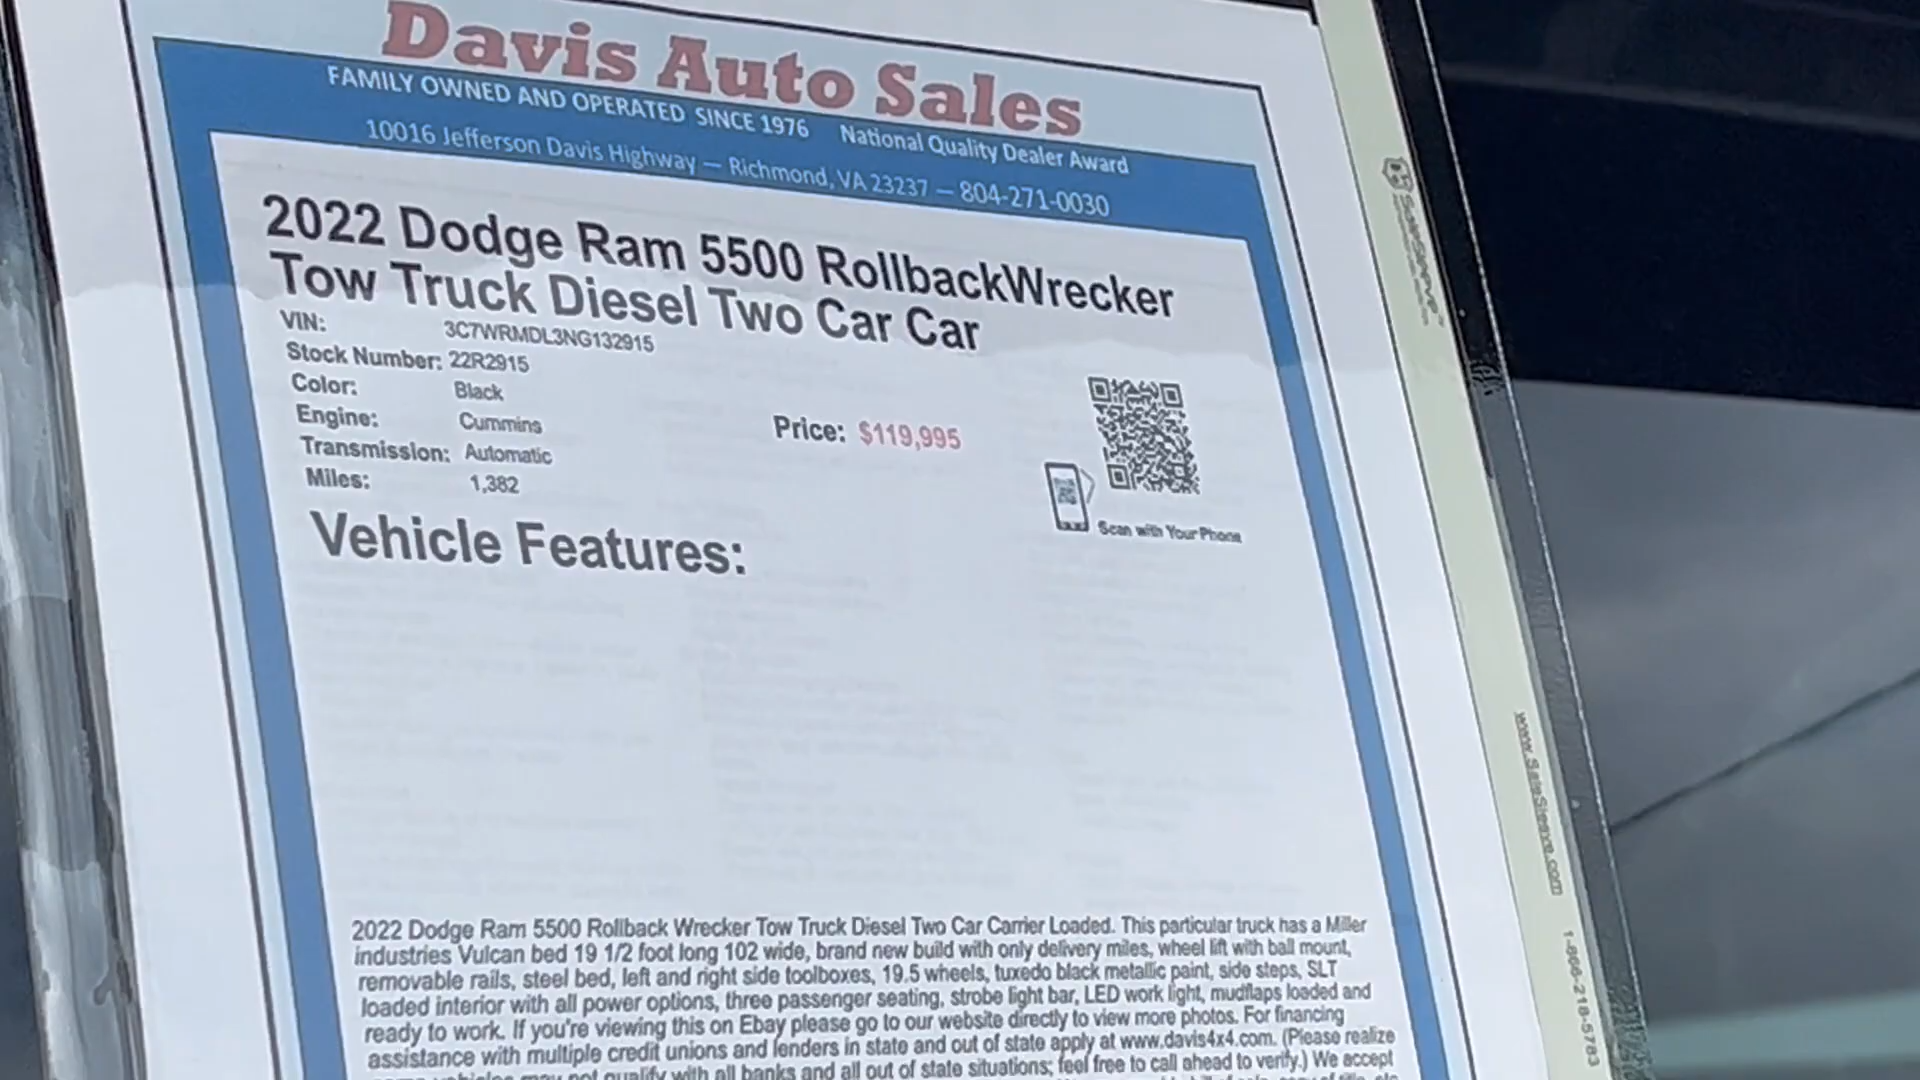 Davis Auto Sales
FAMILY OWNED AND OPERATED SINCE 1976 National Quality Dealer Award
10016 Jefferson Davis Highway — Richmond, VA 23237 — 804-271-0030
2022 Dodge Ram 5500 RollbackWrecker
Tow Truck Diesel Two Car Car
VIN: 3C7WRMDL3NG132915
Stock Number: 22R2915
Color: Black
Engine: Cummins
Transmission: Automatic
Miles: 1,382
Price: $119,995
Scan with Your Phone
Vehicle Features:
2022 Dodge Ram 5500 Rollback Wrecker Tow Truck Diesel Two Car Carrier Loaded. This particular truck has a Miller
industries Vulcan bed 19 1/2 foot long 102 wide, brand new build with only delivery miles, wheel lift with ball mount,
removable rails, steel bed, left and right side toolboxes, 19.5 wheels, tuxedo black metallic paint, side steps, SLT
loaded interior with all power options, three passenger seating, strobe light bar, LED work light, mudflaps loaded and
ready to work. If you're viewing this on Ebay please go to our website directly to view more photos. For financing
assistance with multiple credit unions and lenders in state and out of state apply at www.davis4x4.com. (Please realize
some vehicles may not qualify with all banks and all out of state situations; feel free to call ahead to verify.) We accept
www.SaleSleeve.com
1-866-218-5783